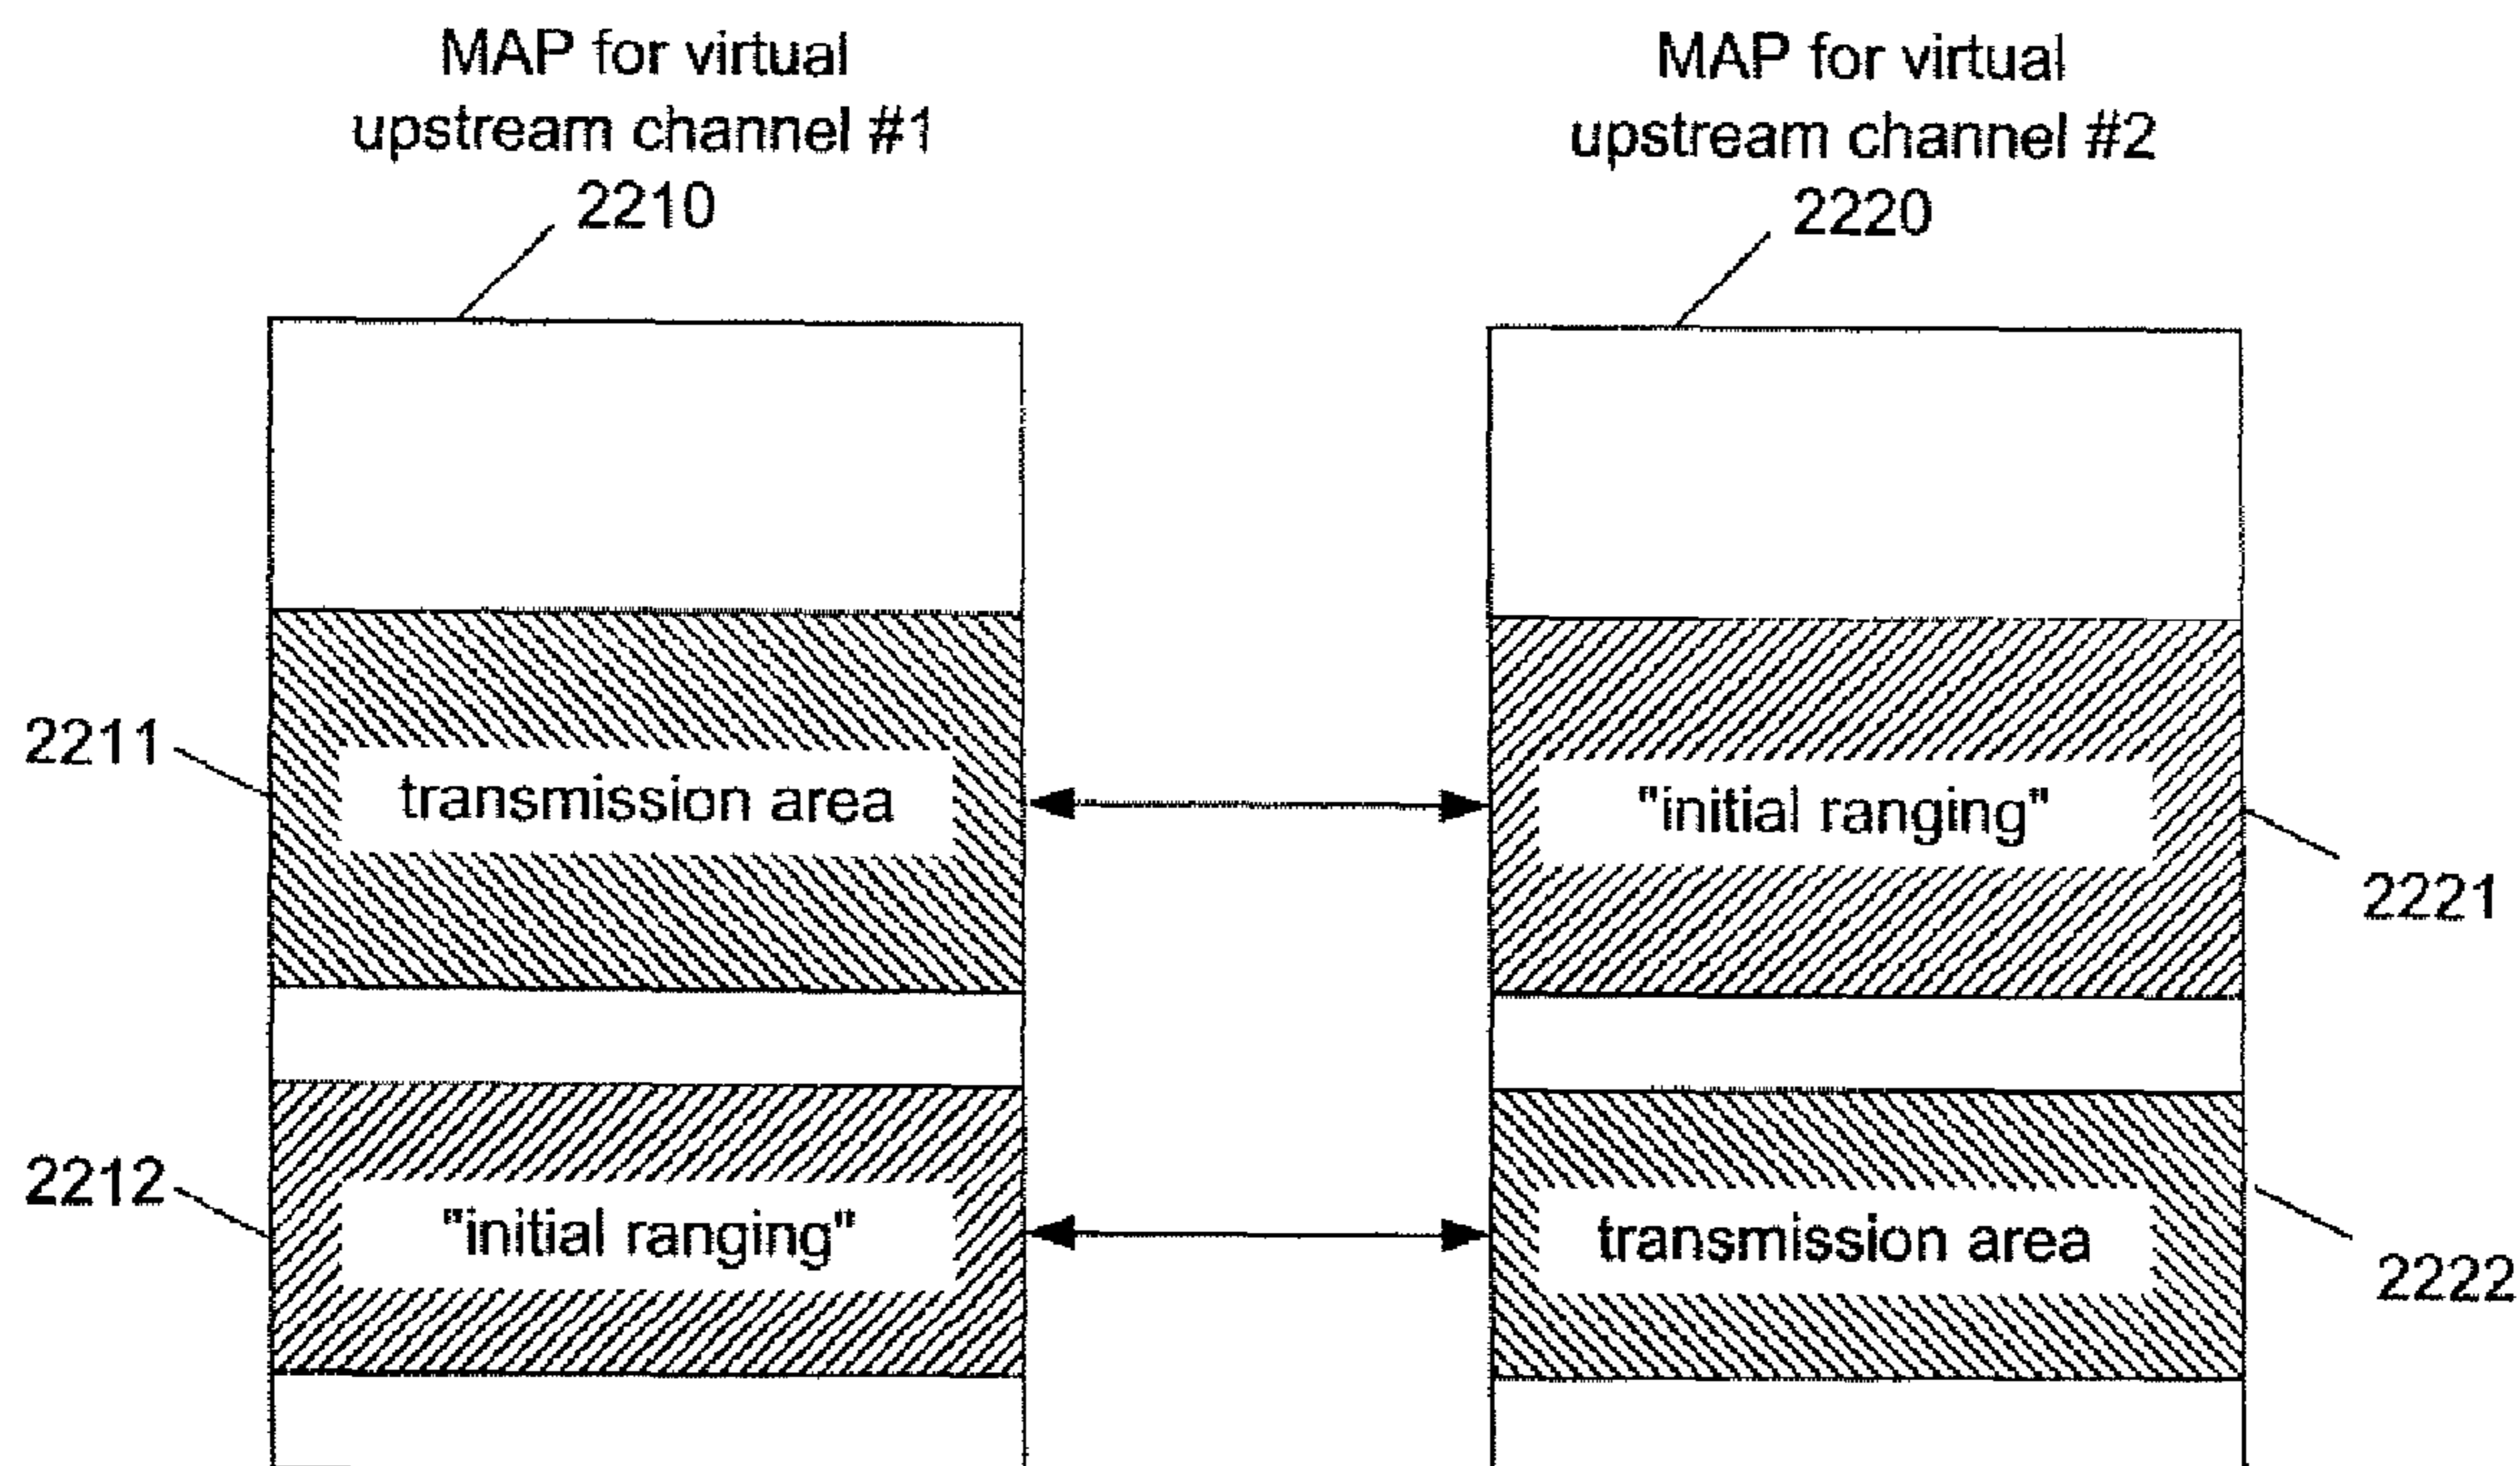 MAP for virtual
upstream channel #1
2210
MAP for virtual
upstream channel #2
2220
2211
transmission area
"initial ranging"
2221
2212
"initial ranging"
transmission area
2222